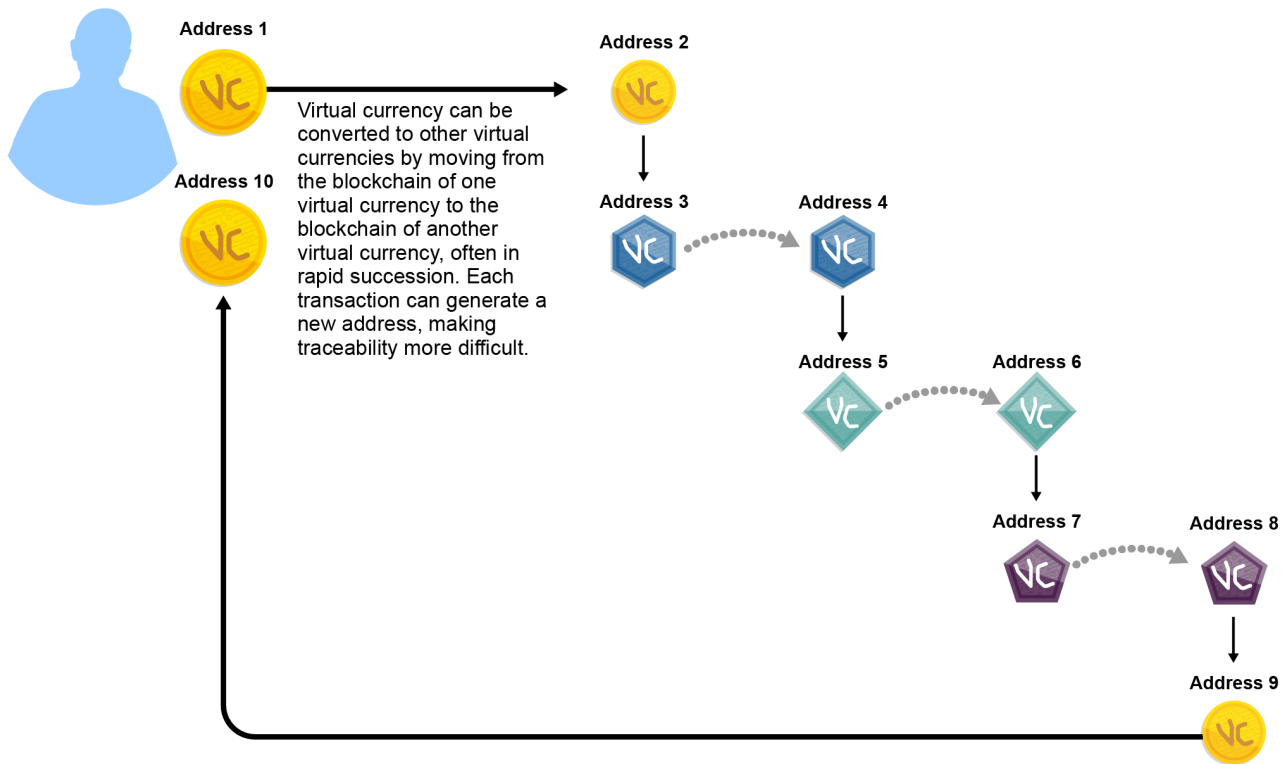 Address 1
VC
Address 2
VC
Virtual currency can be
converted to other virtual
currencies by moving from
the blockchain of one
virtual currency to the
blockchain of another
virtual currency, often in
rapid succession. Each
transaction can generate a
new address, making
traceability more difficult.
Address 10
VC
Address 3
VC
Address 4
VC
Address 5
VC
Address 6
VC
Address 7
VC
Address 8
VC
Address 9
VC